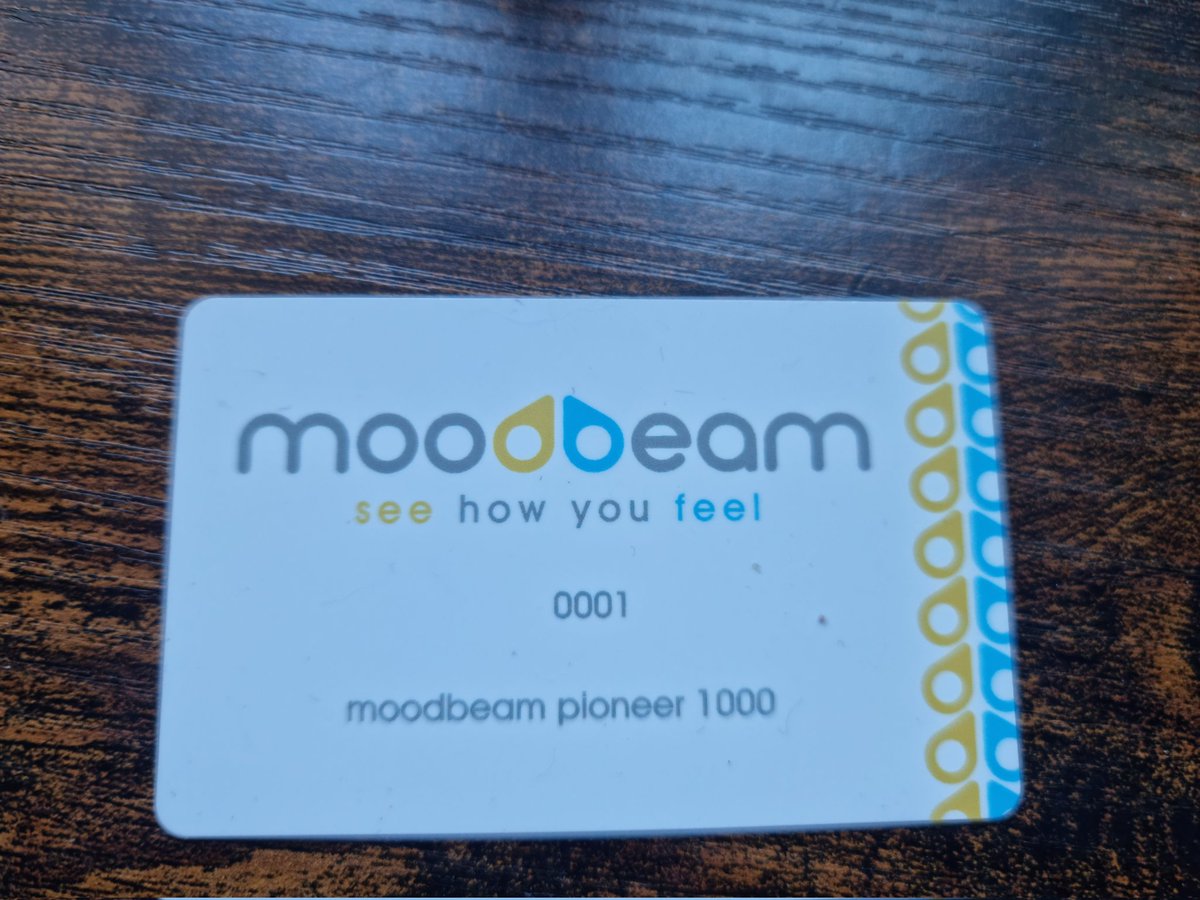 moodbeam
see how you feel
0001
moodbeam pioneer 1000